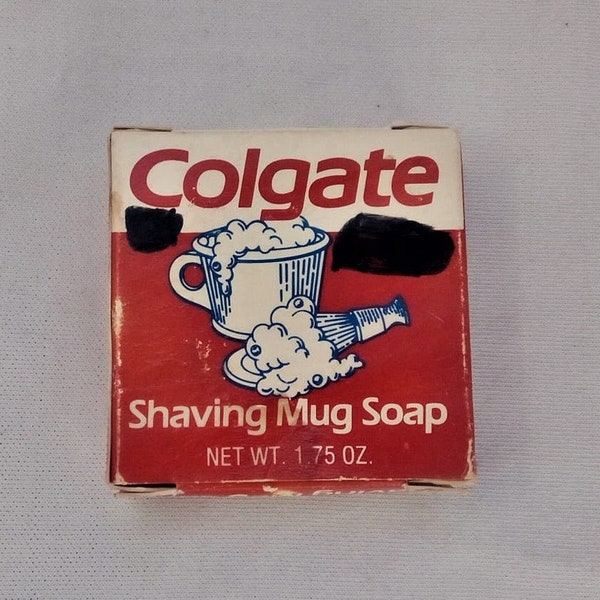 Colgate
Shaving Mug Soap
NET WT. 1.75 OZ.